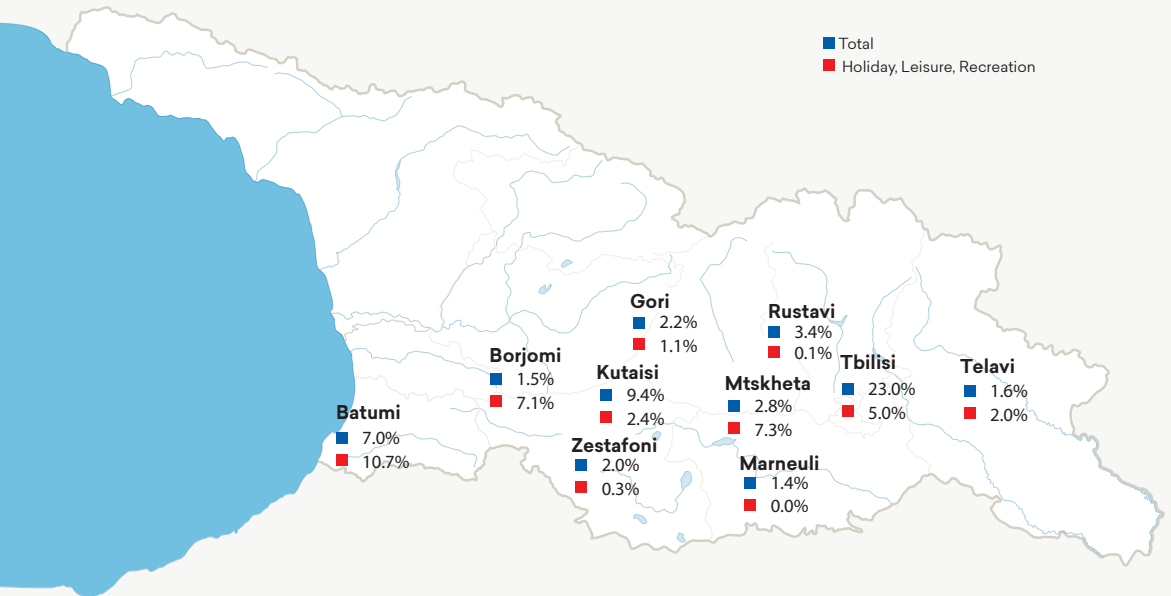 Total
Holiday, Leisure, Recreation
Gori
2.2%
1.1%
Rustavi
3.4%
0.1%
Borjomi
1.5%
7.1%
Kutaisi
9.4%
2.4%
Tbilisi
23.0%
5.0%
Telavi
1.6%
2.0%
Mtskheta
2.8%
7.3%
Batumi
7.0%
10.7%
Zestafoni
2.0%
0.3%
Marneuli
1.4%
0.0%